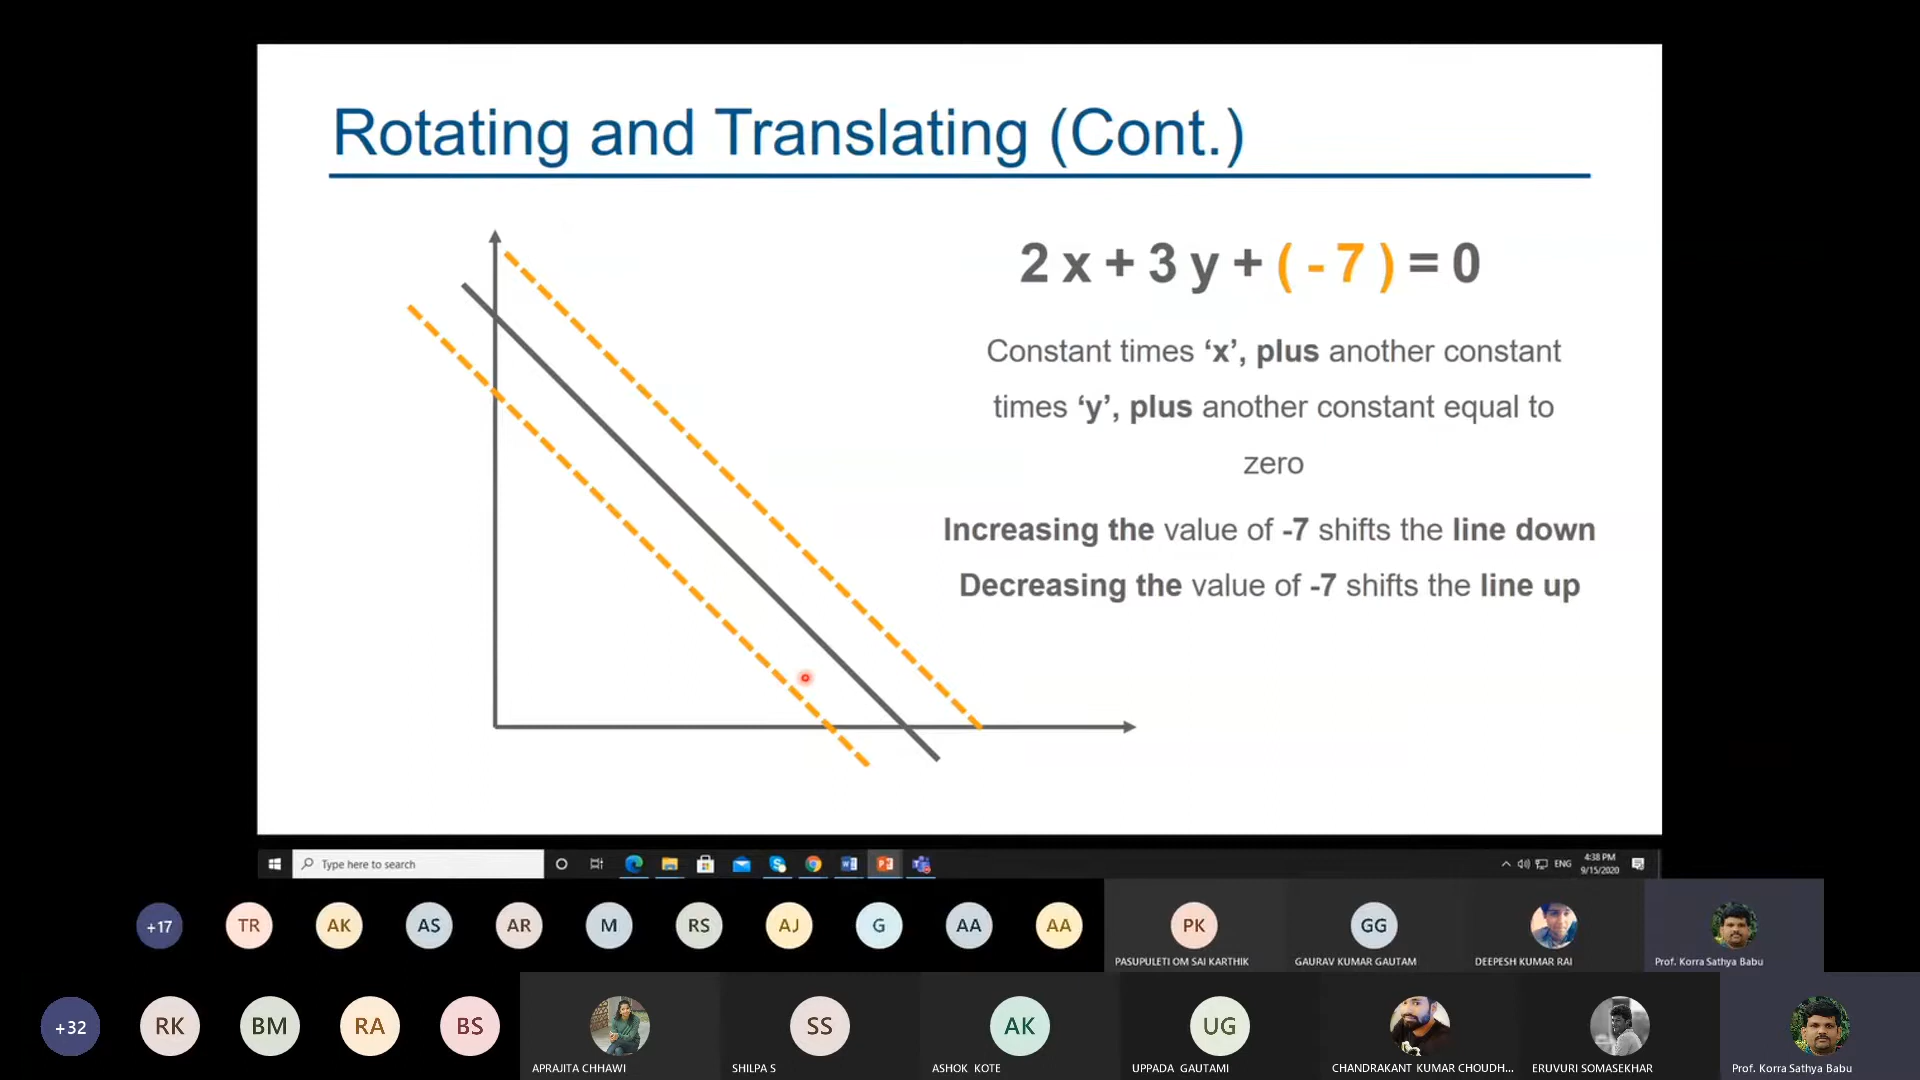 Rotating and Translating (Cont.)
2 x + 3 y + ( - 7 ) = 0
Constant times ‘x’, plus another constant
times ‘y’, plus another constant equal to
zero
Increasing the value of -7 shifts the line down
Decreasing the value of -7 shifts the line up
Type here to search
ENG
4:38 PM
9/15/2020
+17 TR AK AS AR M RS AJ G AA AA PK GG
PASUPULETI OM SAI KARTHIK GAURAV KUMAR GAUTAM DEEPESH KUMAR RAI Prof. Korra Sathya Babu
+32 RK BM RA BS SS AK UG
APRAJITA CHHAWI SHILPA S ASHOK KOTE UPPADA GAUTAMI CHANDRAKANT KUMAR CHOUDH... ERUVURI SOMASEKHAR Prof. Korra Sathya Babu